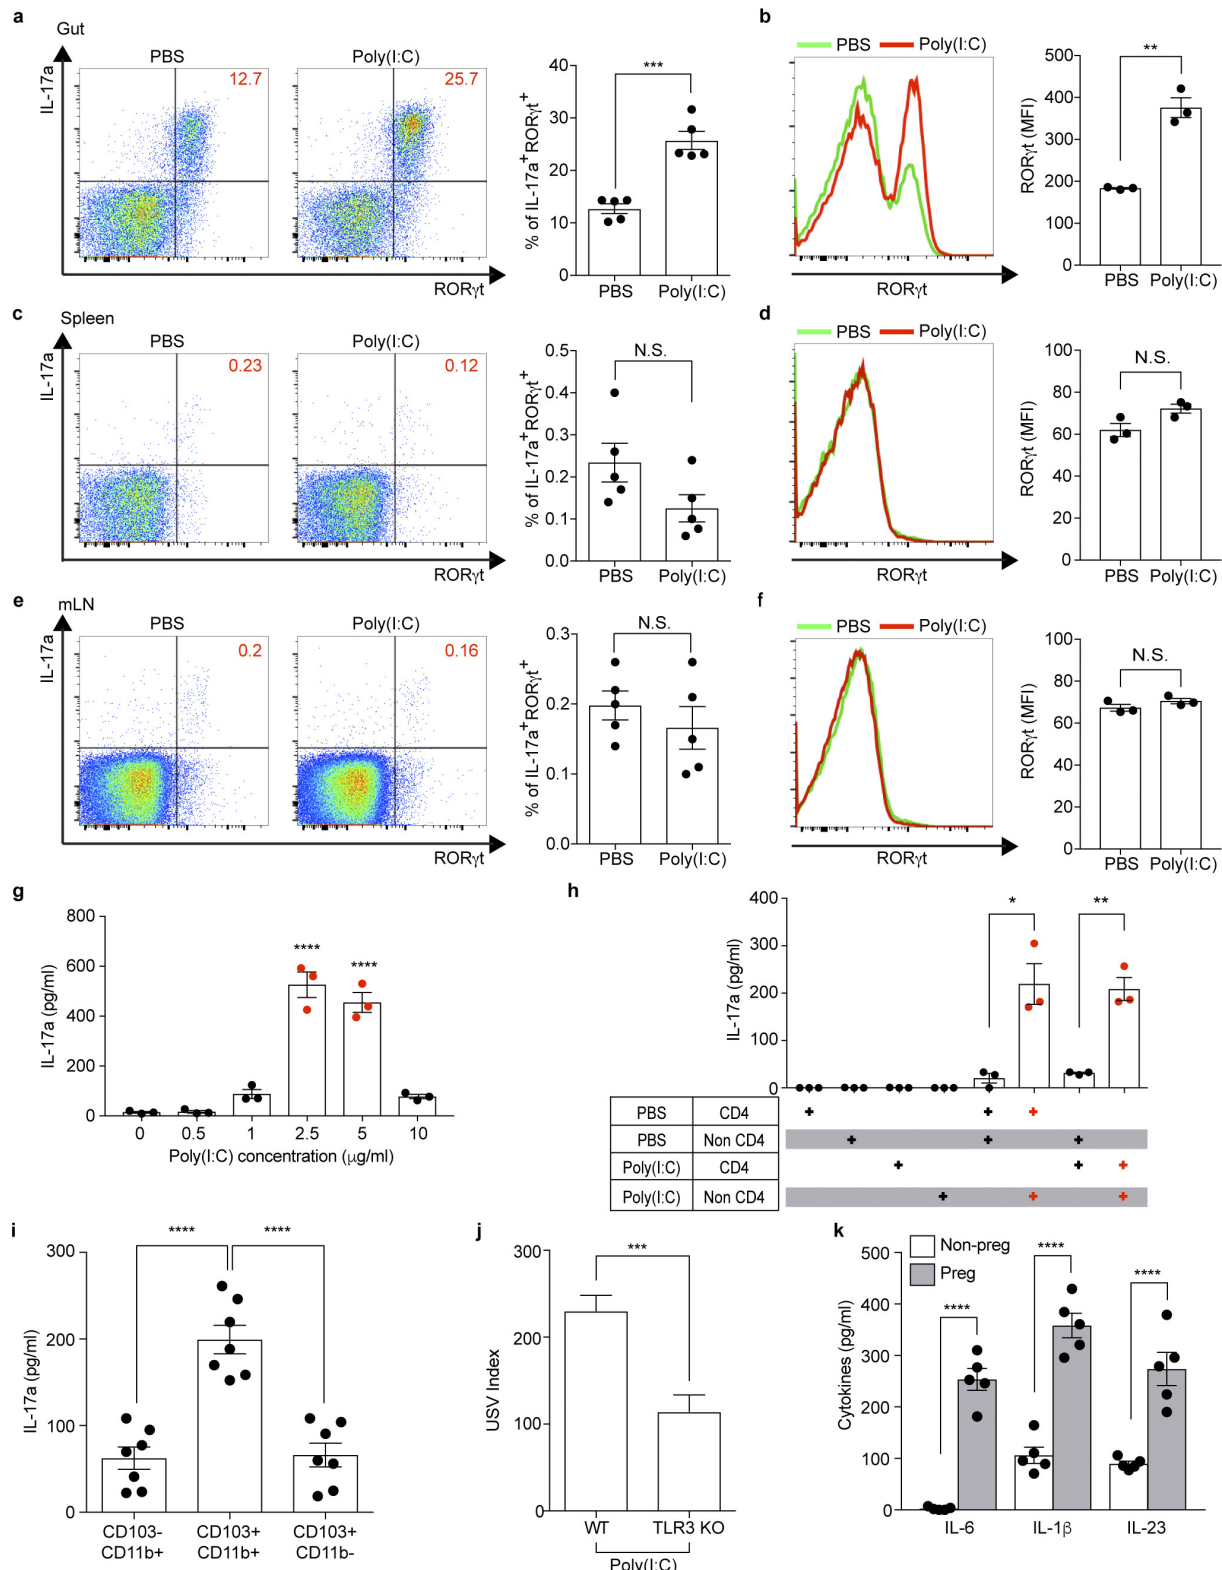 a
Gut
PBS
Poly(I:C)
IL-17a
12.7
25.7
RORγt
% of IL-17a+RORγt+
40
30
20
10
0
***
PBS Poly(I:C)
b
PBS Poly(I:C)
RORγt
RORγt (MFI)
500
400
300
200
100
0
**
PBS Poly(I:C)
c
Spleen
PBS
Poly(I:C)
IL-17a
0.23
0.12
RORγt
% of IL-17a+RORγt+
0.5
0.4
0.3
0.2
0.1
0.0
N.S.
PBS Poly(I:C)
d
PBS Poly(I:C)
RORγt
RORγt (MFI)
100
80
60
40
20
0
N.S.
PBS Poly(I:C)
e
mLN
PBS
Poly(I:C)
IL-17a
0.2
0.16
RORγt
% of IL-17a+RORγt+
0.3
0.2
0.1
0.0
N.S.
PBS Poly(I:C)
f
PBS Poly(I:C)
RORγt
RORγt (MFI)
100
80
60
40
20
0
N.S.
PBS Poly(I:C)
g
IL-17a (pg/ml)
800
600
400
200
0
**** ****
0 0.5 1 2.5 5 10
Poly(I:C) concentration (μg/ml)
h
IL-17a (pg/ml)
400
300
200
100
0
* **
PBS CD4 + + +
PBS Non CD4 + + +
Poly(I:C) CD4 + + +
Poly(I:C) Non CD4 + + +
i
IL-17a (pg/ml)
300
200
100
0
**** ****
CD103- CD103+ CD103+
CD11b+ CD11b+ CD11b-
j
USV Index
300
200
100
0
***
WT TLR3 KO
Poly(I:C)
k
Cytokines (pg/ml)
500
400
300
200
100
0
Non-preg
Preg
**** **** ****
IL-6 IL-1β IL-23